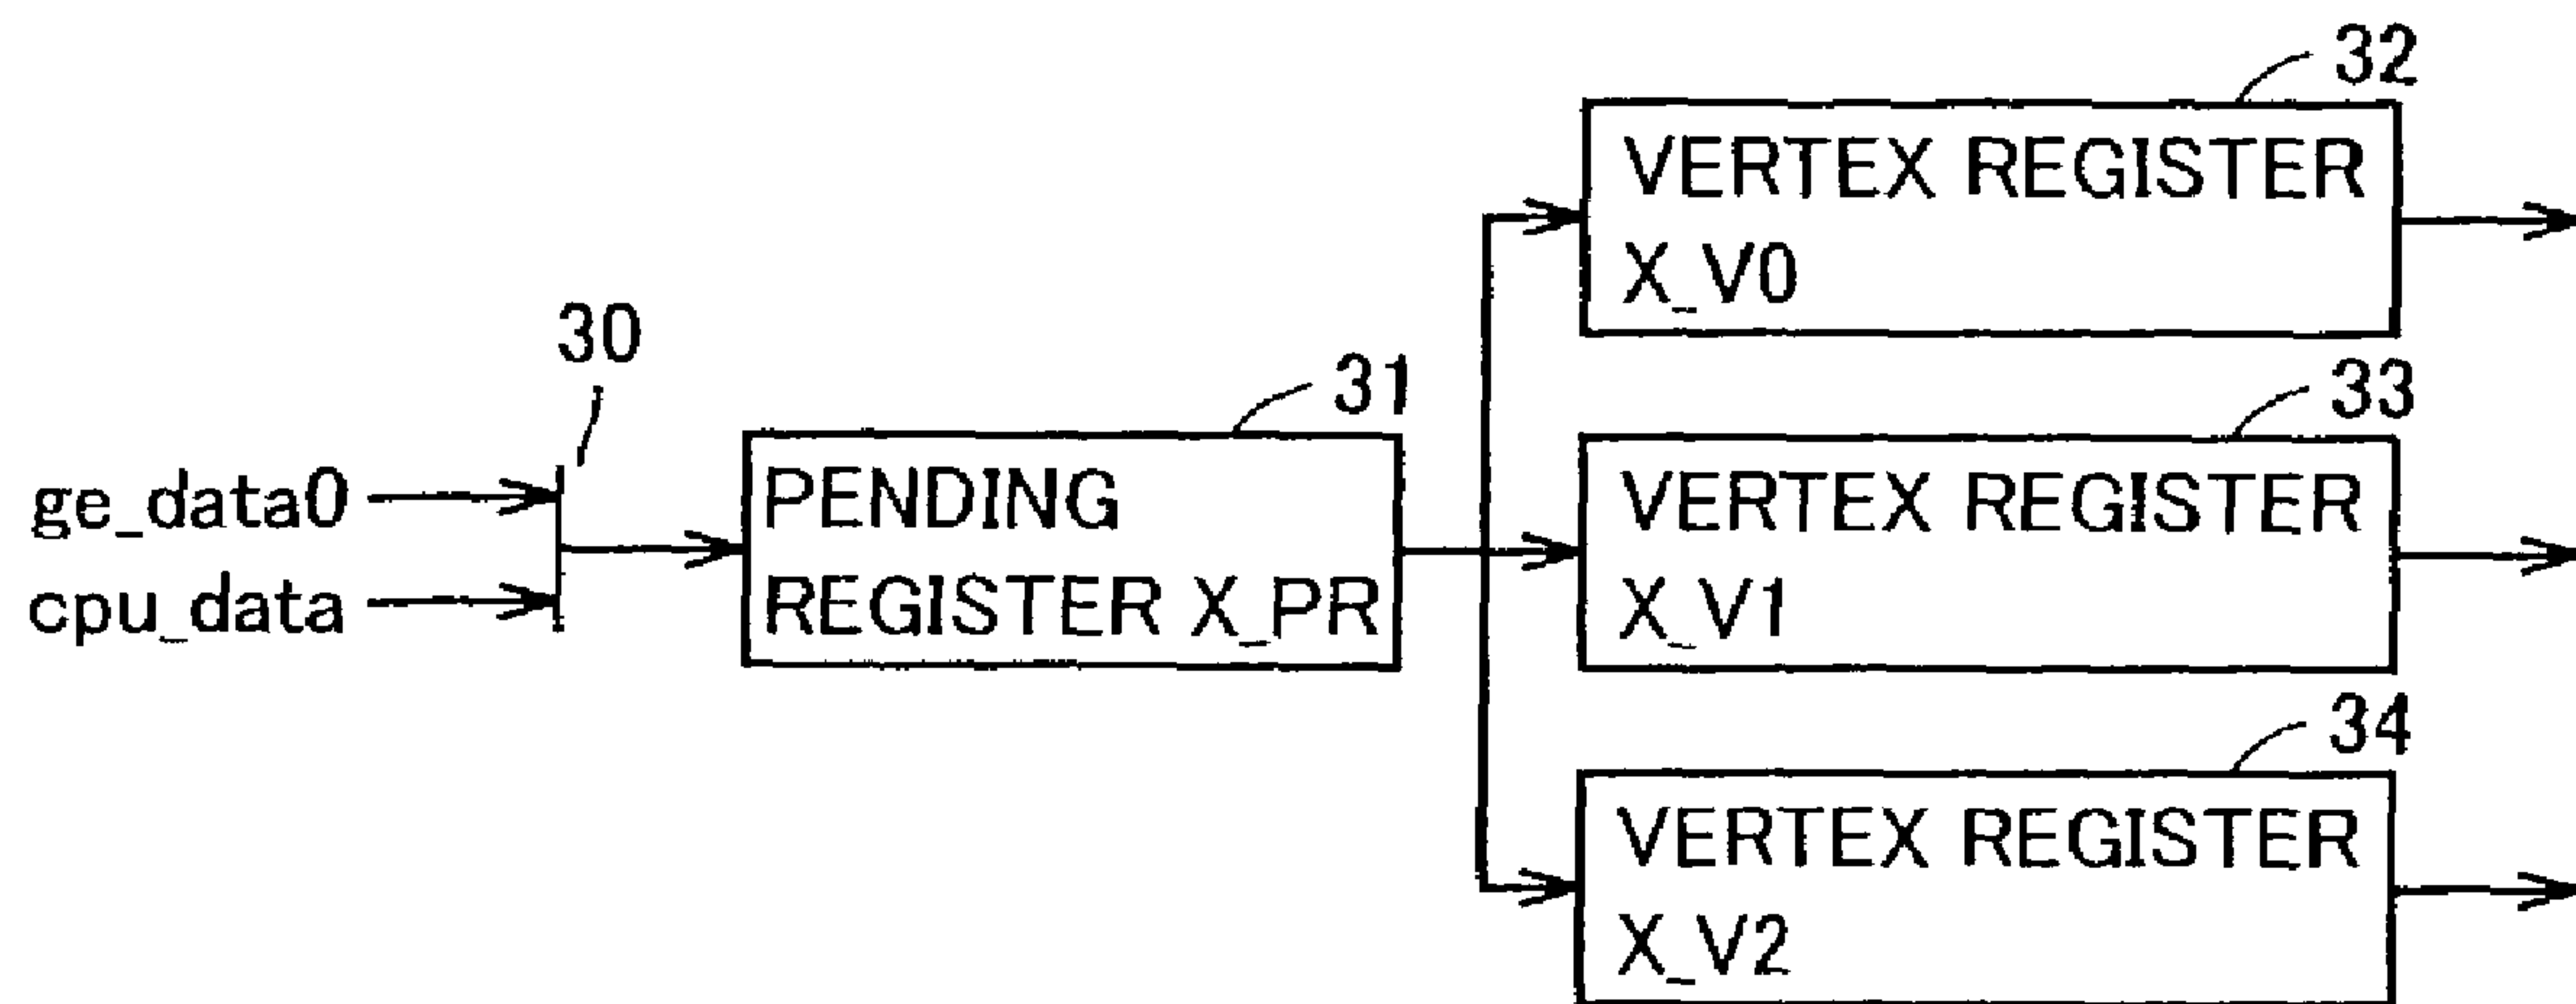 32
VERTEX REGISTER
X_V0
30
31
33
ge_data0
cpu_data
PENDING
REGISTER X_PR
VERTEX REGISTER
X_V1
34
VERTEX REGISTER
X_V2